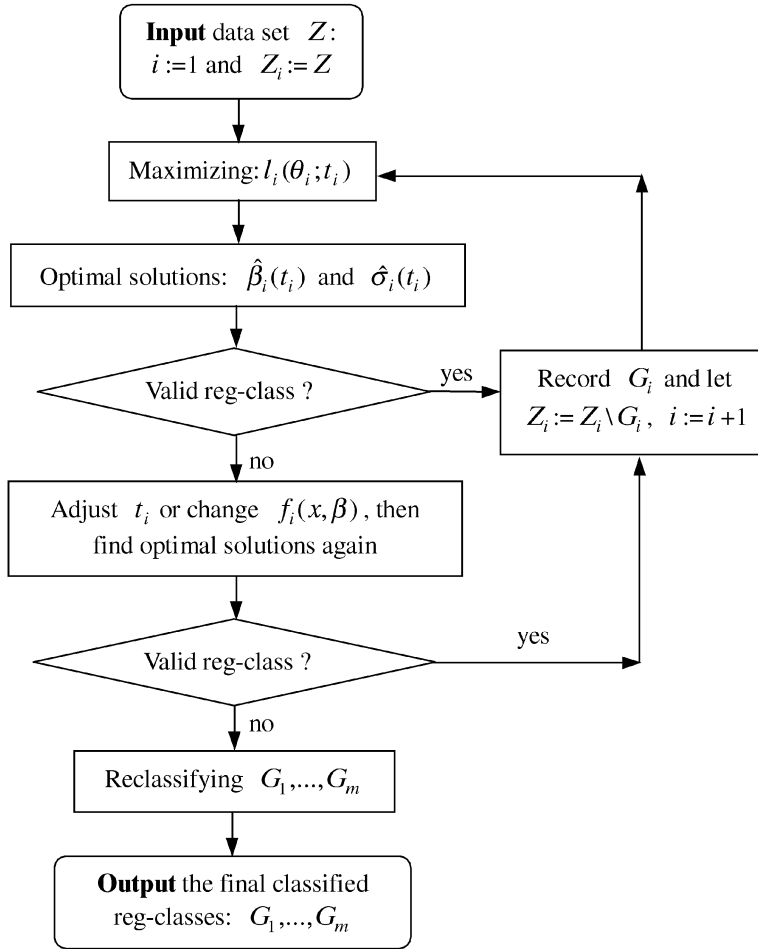 Input data set Z:
i :=1 and Z_i := Z
Maximizing: l_i(θ_i; t_i)
Optimal solutions: β̂_i(t_i) and σ̂_i(t_i)
Valid reg-class ?
yes
Record G_i and let
Z_i := Z_i \ G_i, i := i +1
no
Adjust t_i or change f_i(x, β), then
find optimal solutions again
Valid reg-class ?
yes
no
Reclassifying G_1,..., G_m
Output the final classified
reg-classes: G_1,..., G_m